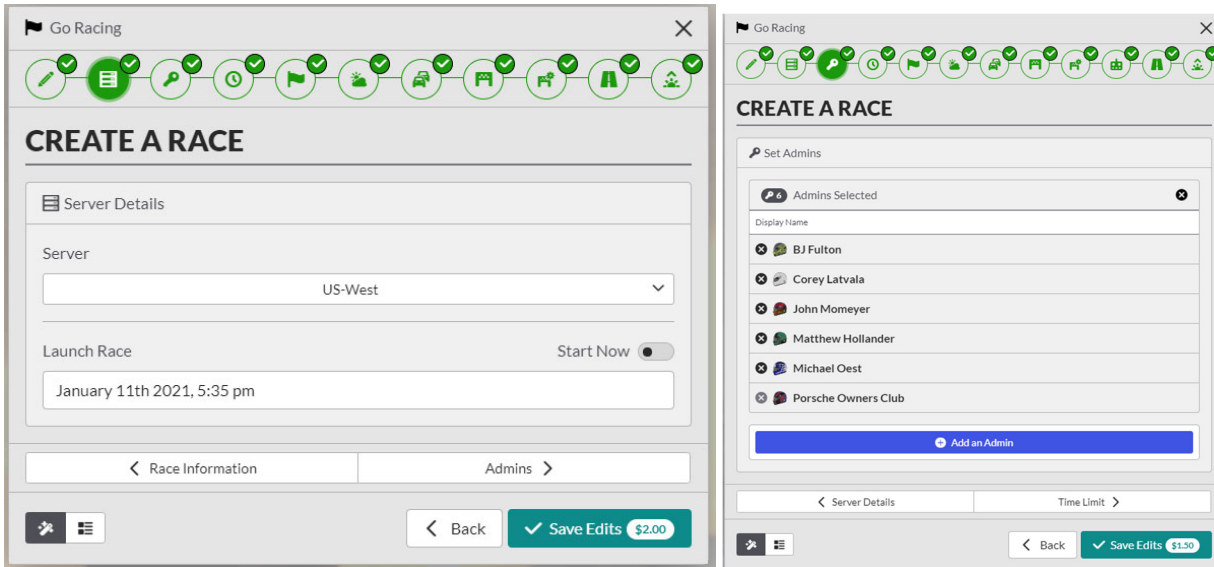 Go Racing
CREATE A RACE
Server Details
Server
US-West
Launch Race
Start Now
January 11th 2021, 5:35 pm
Race Information
Admins
Back
Save Edits $2.00
Go Racing
CREATE A RACE
Set Admins
6 Admins Selected
Display Name
BJ Fulton
Corey Latvala
John Momeyer
Matthew Hollander
Michael Oest
Porsche Owners Club
Add an Admin
Server Details
Time Limit
Back
Save Edits $1.50